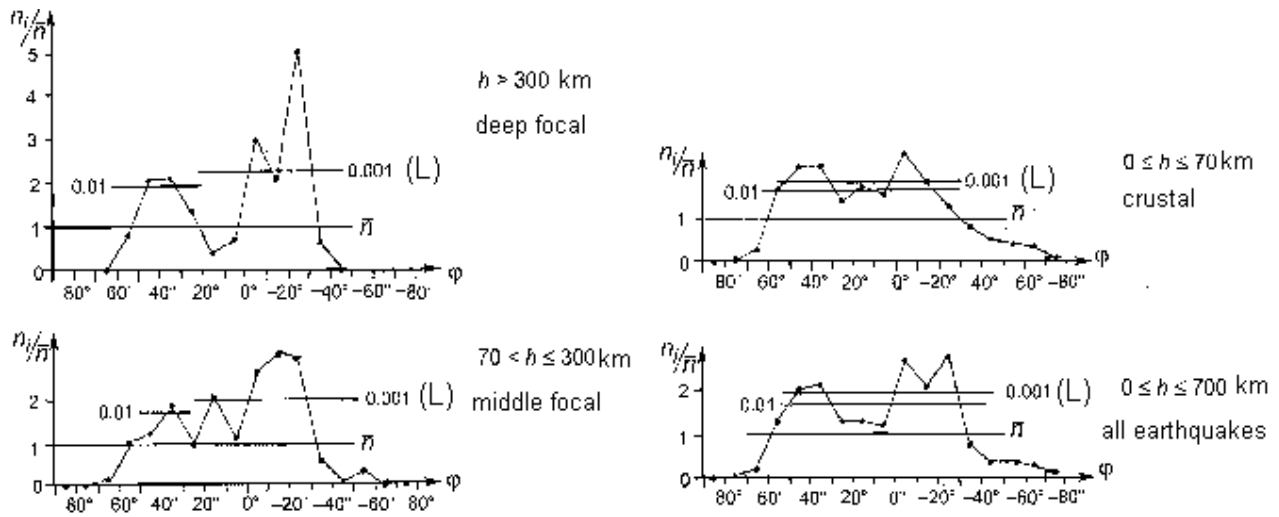 nᵢ/n̅
5
4
3
2
1
0
0.01
0.001 (L)
n̅
80° 60° 40° 20° 0° –20° –40° –60° –80°
φ
h > 300 km
deep focal
nᵢ/n̅
1
0
0.01
0.001 (L)
n̅
80° 60° 40° 20° 0° –20° –40° 60° –80°
φ
0 ≤ h ≤ 70 km
crustal
nᵢ/n̅
2
1
0
0.01
0.001 (L)
n̅
80° 60° 40° 20° 0° –20° –40° –60° –80°
φ
70 < h ≤ 300 km
middle focal
nᵢ/n̅
2
1
0
0.01
0.001 (L)
n̅
80° 60° 40° 20° 0° –20° –40° –60° –80°
φ
0 ≤ h ≤ 700 km
all earthquakes